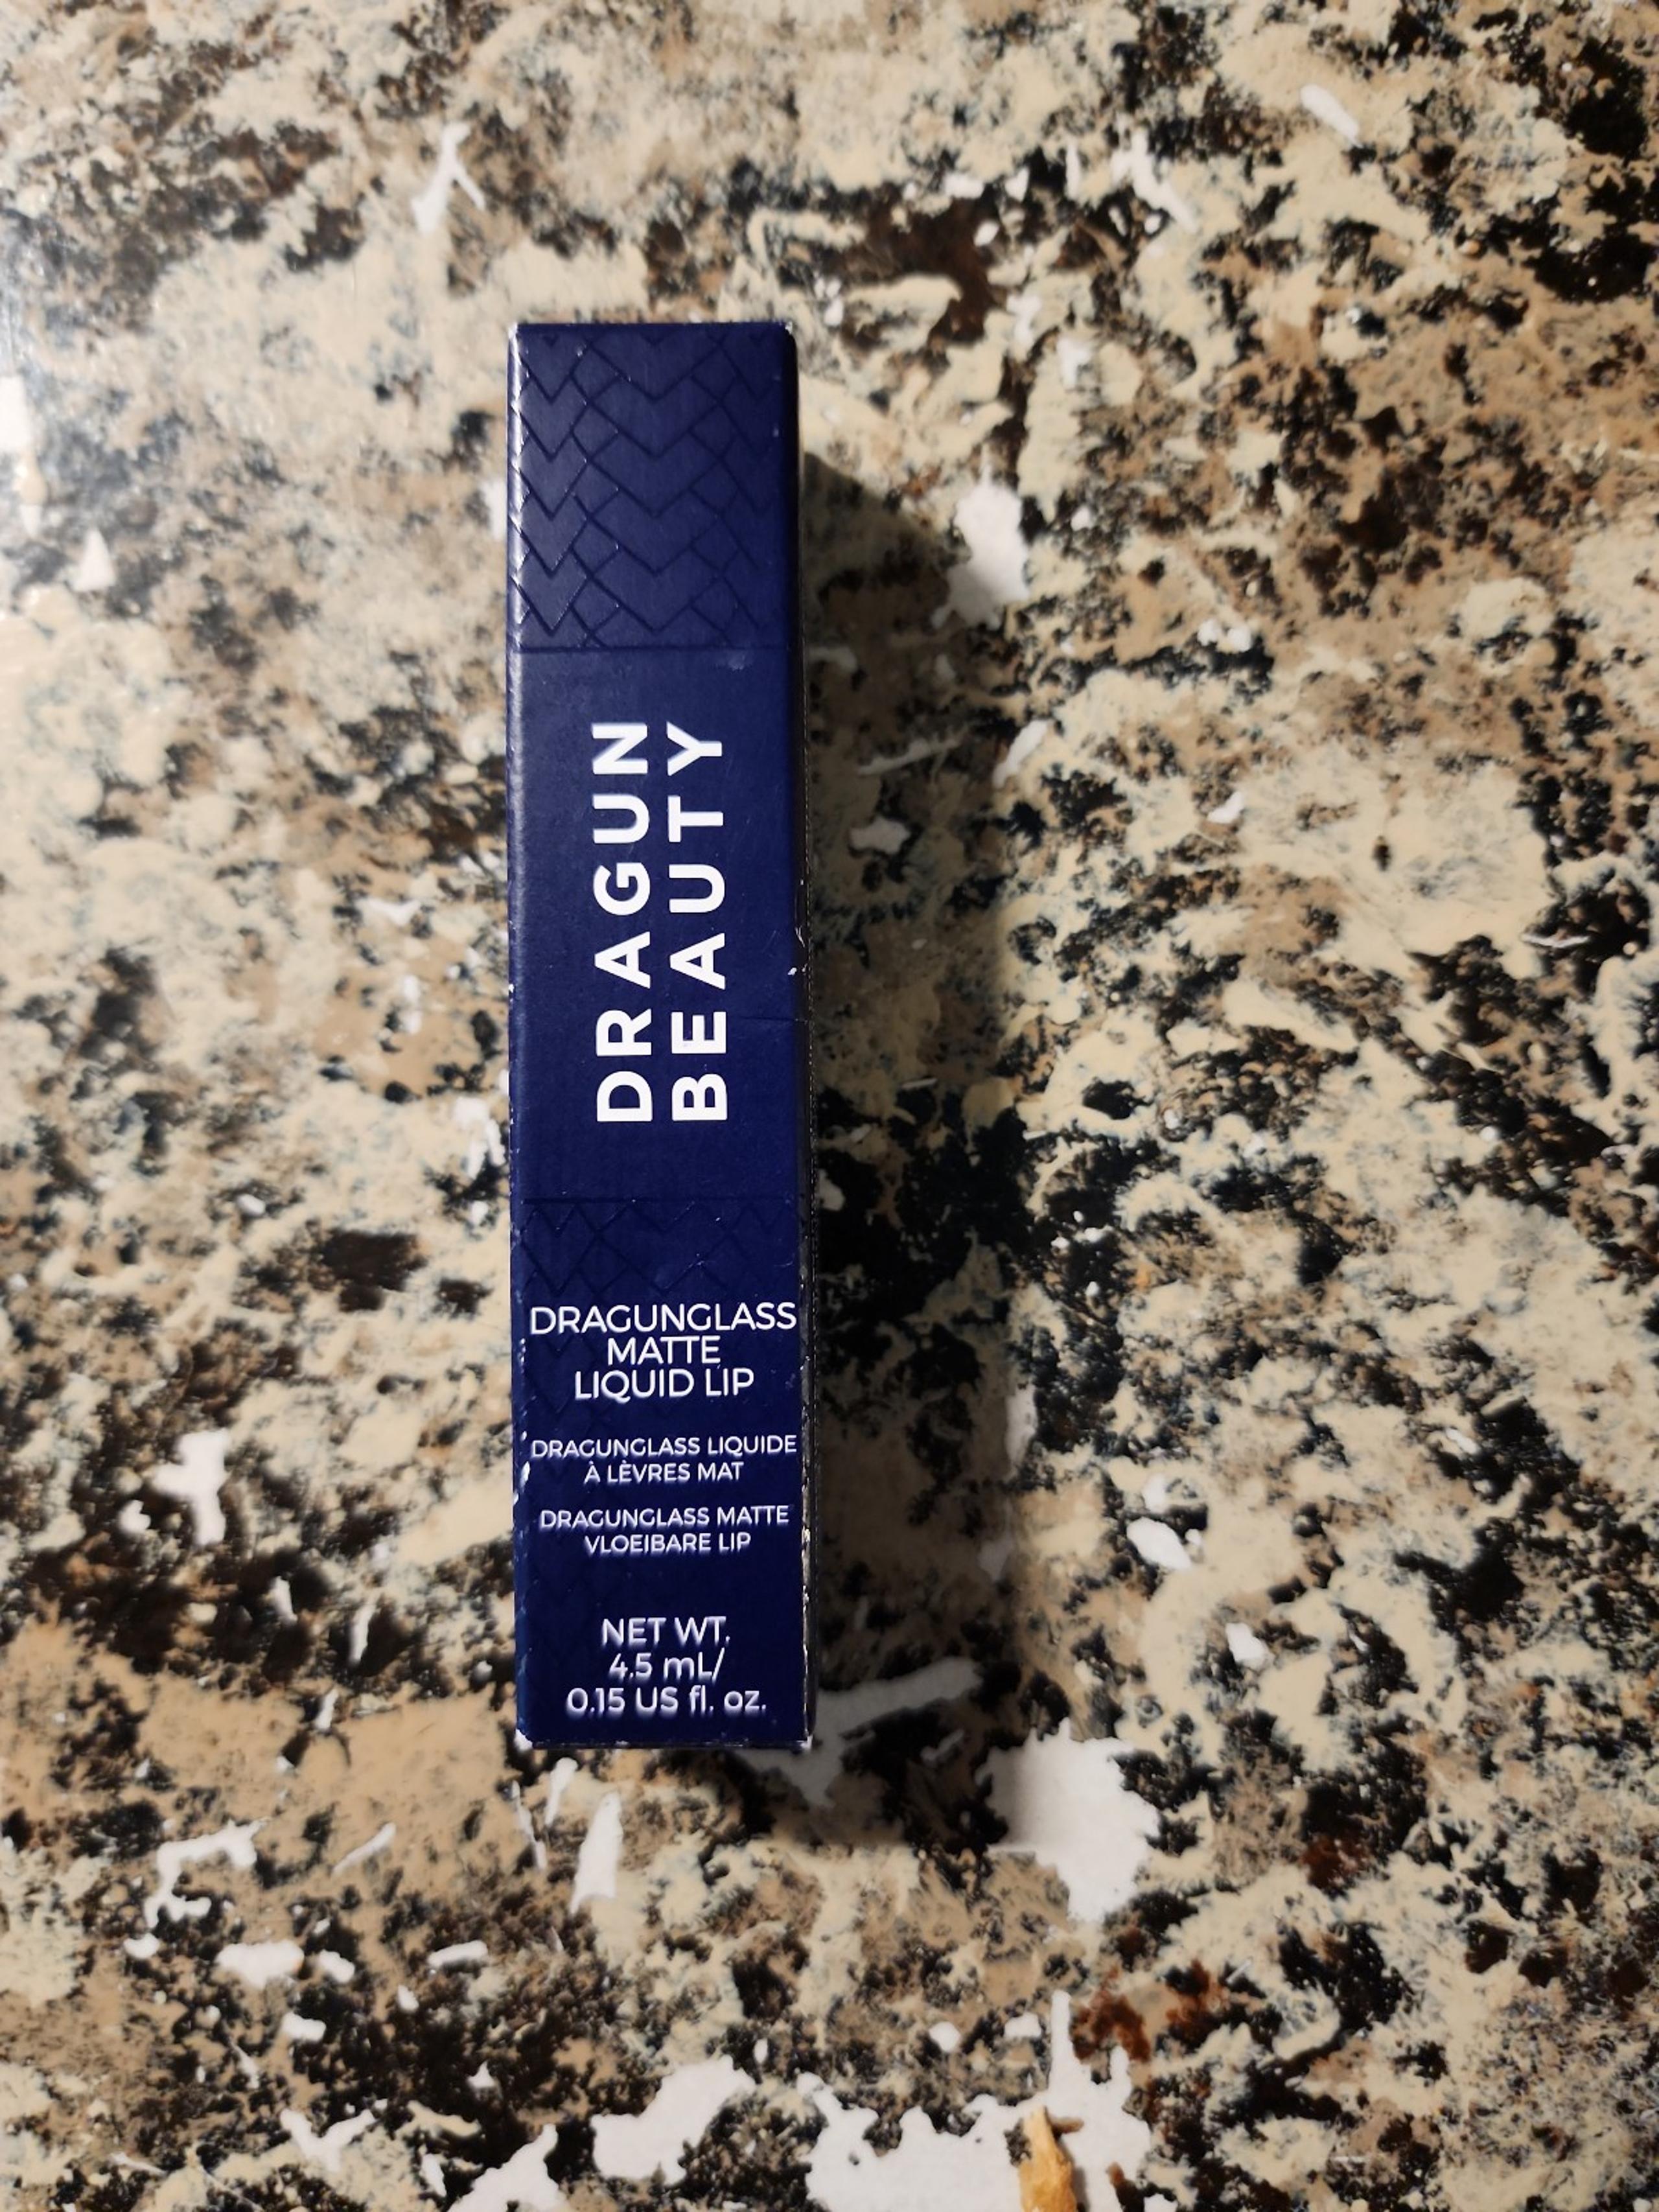 DRAGUN
BEAUTY
DRAGUNGLASS
MATTE
LIQUID LIP
DRAGUNGLASS LIQUIDE
À LÈVRES MAT
DRAGUNGLASS MATTE
VLOEIBARE LIP
NET WT.
4.5 mL/
0.15 US fl. oz.